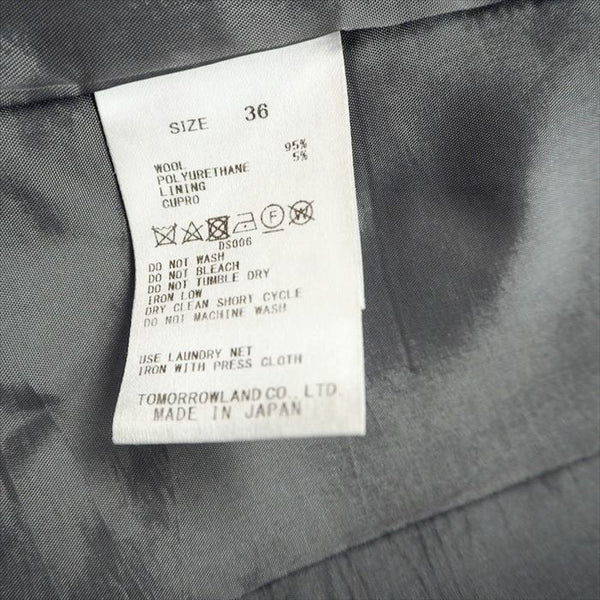 SIZE 36
WOOL 95%
POLYURETHANE 5%
LINING
CUPRO
F W
DS006
DO NOT WASH
DO NOT BLEACH
DO NOT TUMBLE DRY
IRON LOW
DRY CLEAN SHORT CYCLE
DO NOT MACHINE WASH
USE LAUNDRY NET
IRON WITH PRESS CLOTH
TOMORROWLAND CO., LTD.
MADE IN JAPAN